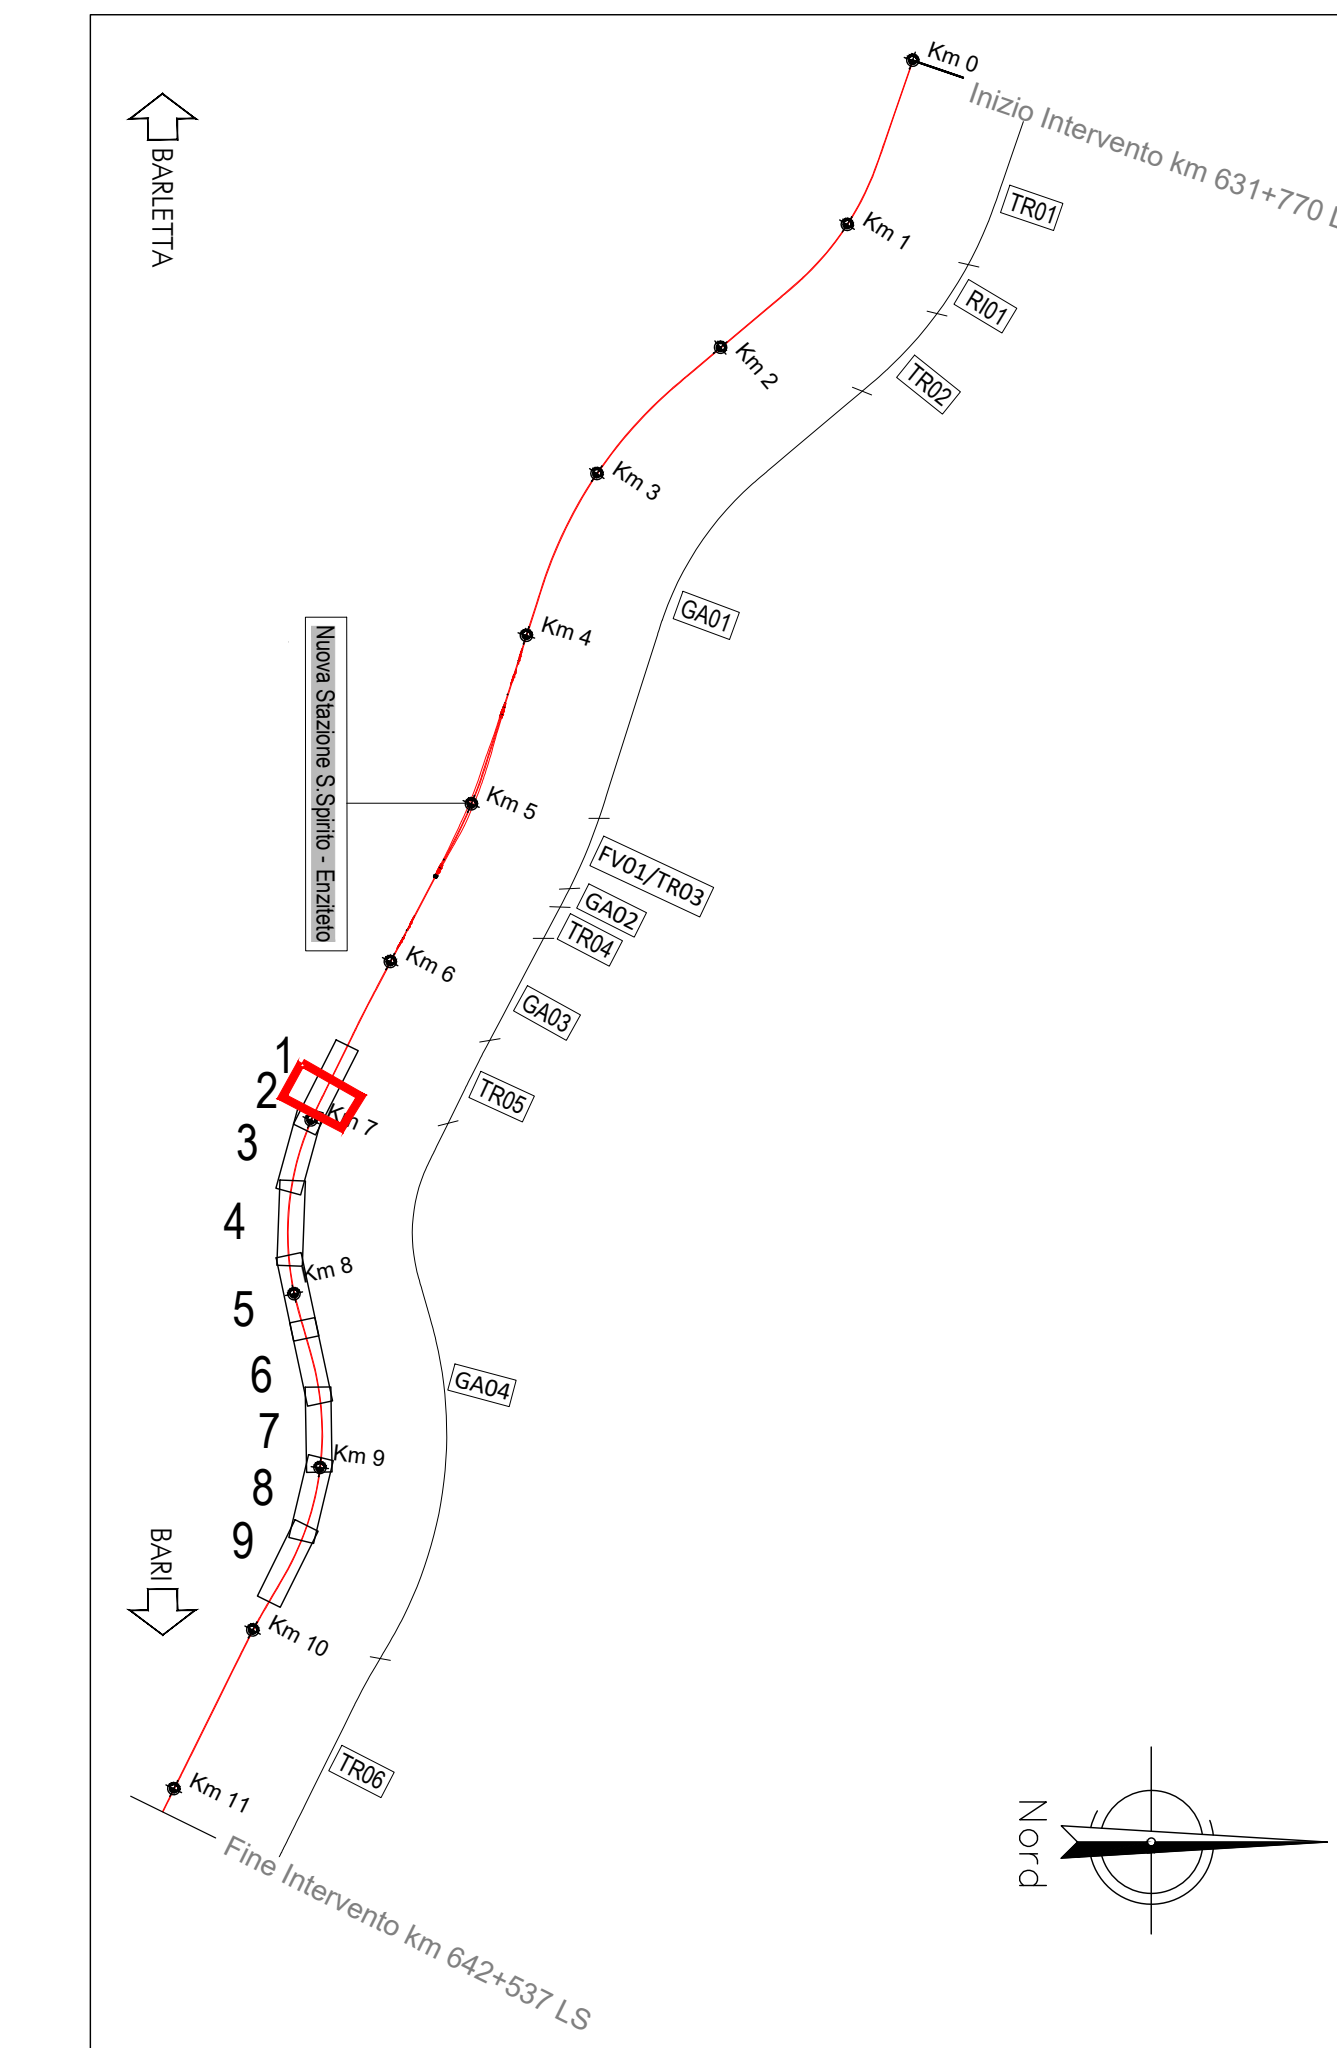 Km 0
Inizio Intervento km 631+770 L
BARLETTA
TR01
Km 1
RI01
Km 2
TR02
Km 3
GA01
Km 4
Nuova Stazione S.Spirito - Enziteto
Km 5
FV01/TR03
GA02
TR04
Km 6
GA03
1
2
TR05
Km 7
3
4
Km 8
5
6
GA04
7
Km 9
8
9
BARI
Km 10
TR06
Km 11
Fine Intervento km 642+537 LS
Nord